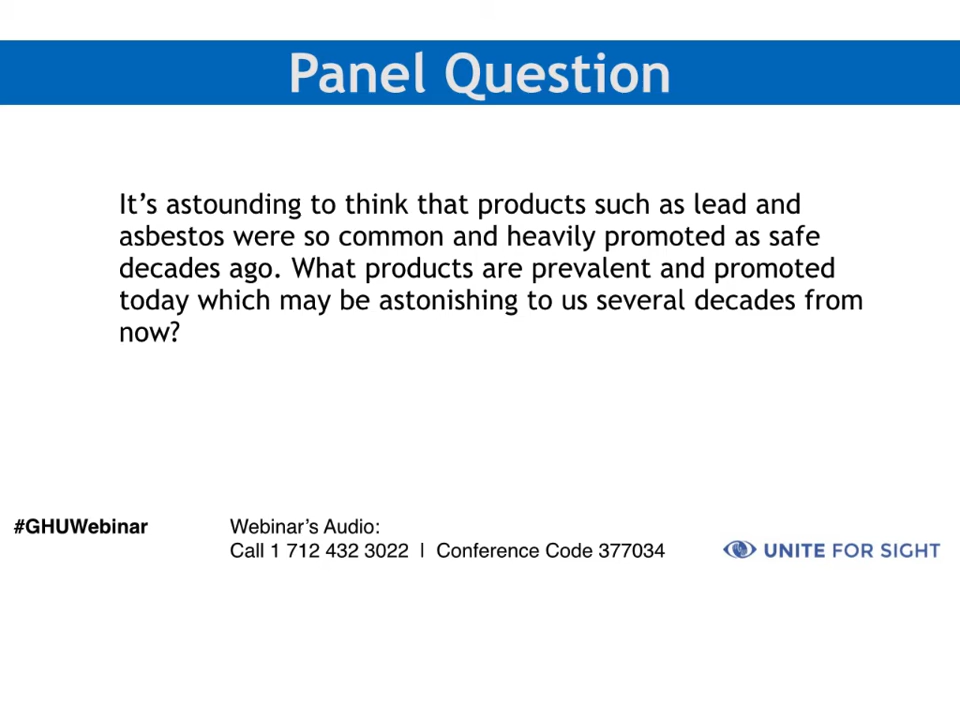 Panel Question
It’s astounding to think that products such as lead and
asbestos were so common and heavily promoted as safe
decades ago. What products are prevalent and promoted
today which may be astonishing to us several decades from
now?
#GHUWebinar
Webinar’s Audio:
Call 1 712 432 3022 | Conference Code 377034
UNITE FOR SIGHT